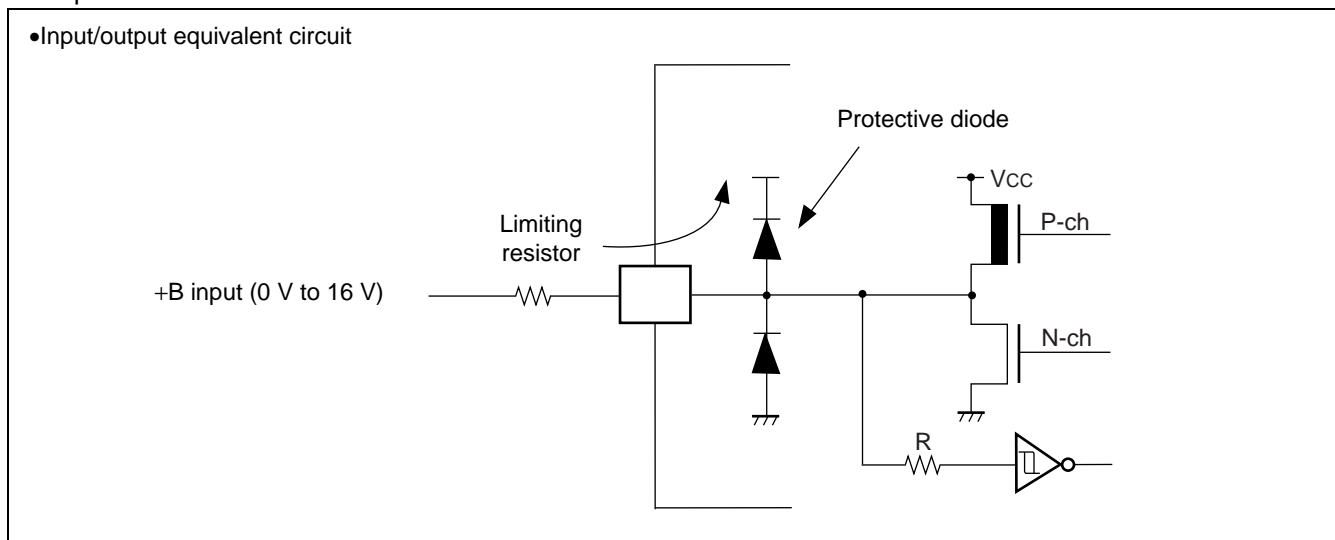 •Input/output equivalent circuit
Protective diode
VCC
Limiting
resistor
P-ch
+B input (0 V to 16 V)
N-ch
R